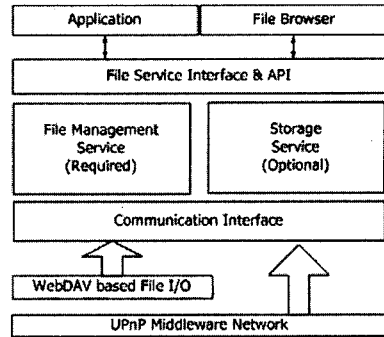 Application
File Browser
File Service Interface & API
File Management
Service
(Required)
Storage
Service
(Optional)
Communication Interface
WebDAV based File I/O
UPnP Middleware Network